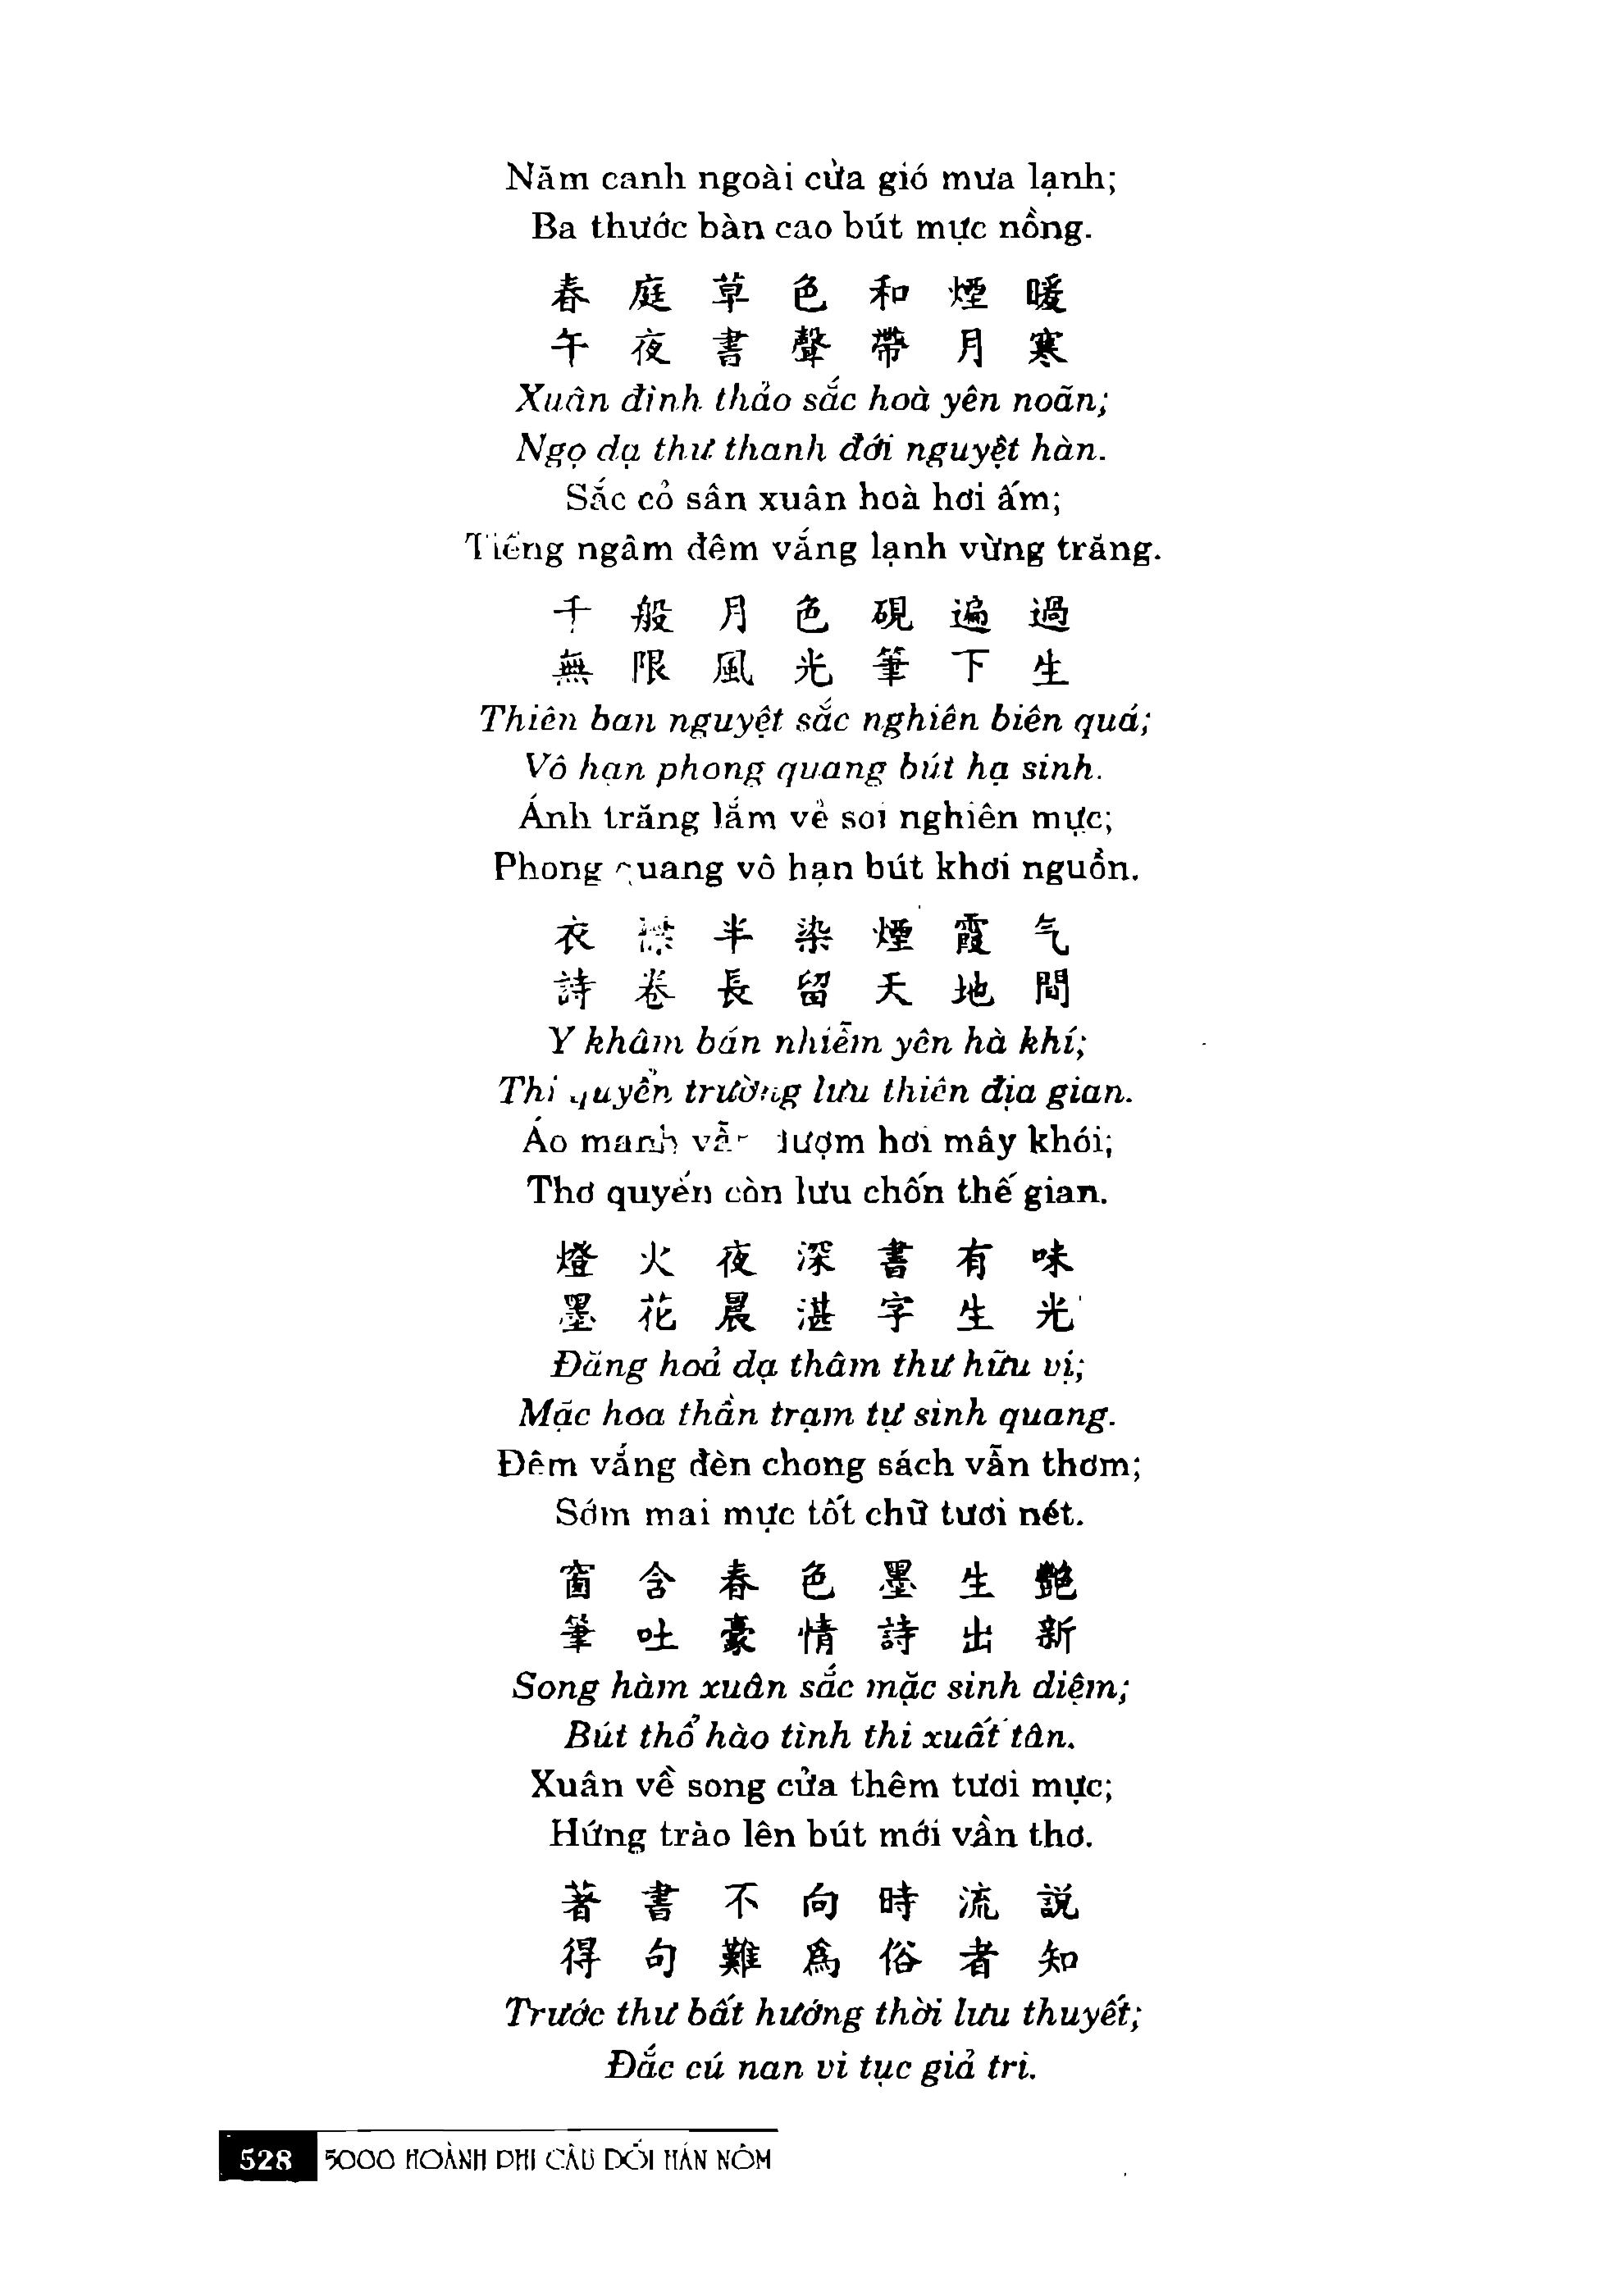 Năm canh ngoài cửa gió mưa lạnh;
Ba thước bàn cao bút mực nồng.
春 庭 草 色 和 煙 暖
午 夜 書 聲 帶 月 寒
Xuân đình thảo sắc hoà yên noãn;
Ngọ dạ thư thanh đới nguyệt hàn.
Sắc cỏ sân xuân hoà hơi ấm;
Tiếng ngâm đêm vắng lạnh vừng trăng.
千 般 月 色 硯 遍 過
無 限 風 光 筆 下 生
Thiên ban nguyệt sắc nghiên biên quá;
Vô hạn phong quang bút hạ sinh.
Ánh trăng lắm vẻ soi nghiên mực;
Phong quang vô hạn bút khơi nguồn.
衣 襟 半 染 煙 霞 气
詩 卷 長 留 天 地 間
Y khâm bán nhiễm yên hà khí;
Thi quyển trường lưu thiên địa gian.
Áo manh vẫn đượm hơi mây khói;
Thơ quyển còn lưu chốn thế gian.
燈 火 夜 深 書 有 味
墨 花 晨 湛 字 生 光
Đăng hoả dạ thâm thư hữu vị;
Mặc hoa thần trạm tự sinh quang.
Đêm vắng đèn chong sách vẫn thơm;
Sớm mai mực tốt chữ tươi nét.
窗 含 春 色 墨 生 艷
筆 吐 豪 情 詩 出 新
Song hàm xuân sắc mặc sinh diệm;
Bút thổ hào tình thi xuất tân.
Xuân về song cửa thêm tươi mực;
Hứng trào lên bút mới vần thơ.
著 書 不 向 時 流 説
得 句 難 爲 俗 者 知
Trước thư bất hướng thời lưu thuyết;
Đắc cú nan vi tục giả tri.
528 5000 HOÀNH PHI CÂU ĐỐI HÁN NÔM